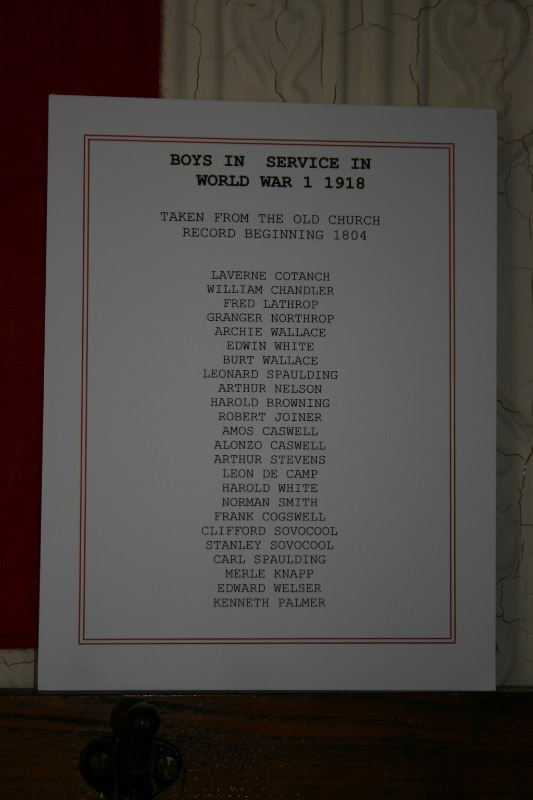 BOYS IN SERVICE IN
WORLD WAR 1 1918
TAKEN FROM THE OLD CHURCH
RECORD BEGINNING 1804
LAVERNE COTANCH
WILLIAM CHANDLER
FRED LATHROP
GRANGER NORTHROP
ARCHIE WALLACE
EDWIN WHITE
BURT WALLACE
LEONARD SPAULDING
ARTHUR NELSON
HAROLD BROWNING
ROBERT JOINER
AMOS CASWELL
ALONZO CASWELL
ARTHUR STEVENS
LEON DE CAMP
HAROLD WHITE
NORMAN SMITH
FRANK COGSWELL
CLIFFORD SOVOCOOL
STANLEY SOVOCOOL
CARL SPAULDING
MERLE KNAPP
EDWARD WELSER
KENNETH PALMER